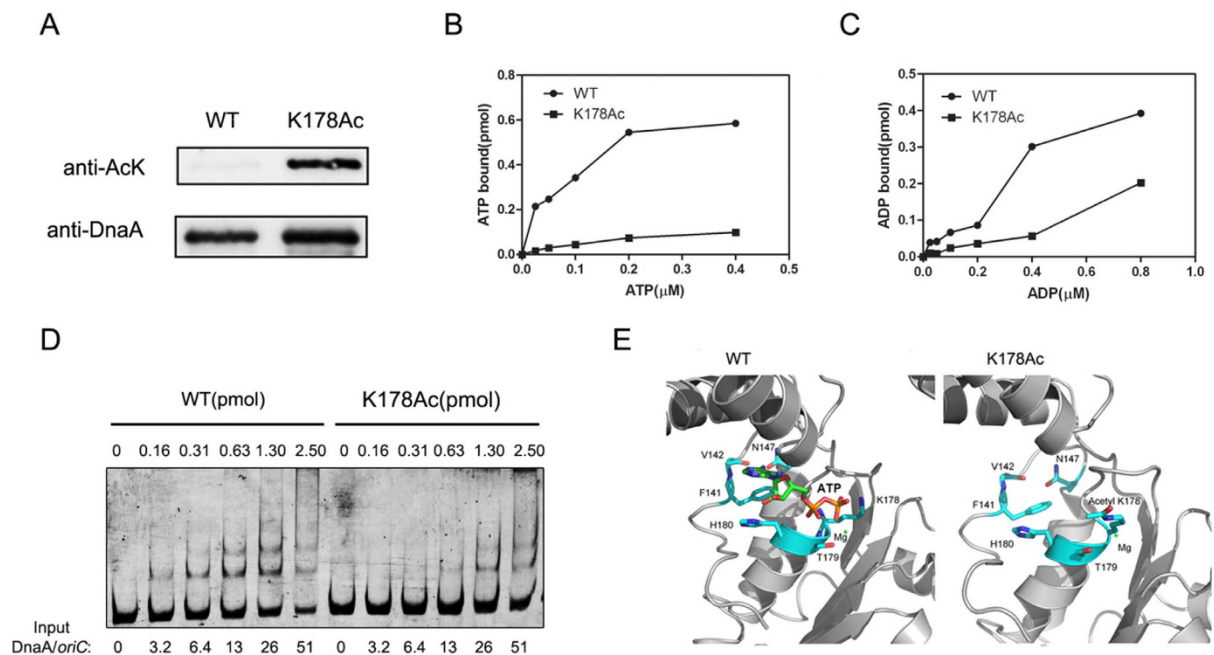 A
WT K178Ac
anti-AcK
anti-DnaA
B
WT
K178Ac
ATP bound(pmol)
0.8
0.6
0.4
0.2
0.0
0.0 0.1 0.2 0.3 0.4 0.5
ATP(μM)
C
WT
K178Ac
ADP bound(pmol)
0.5
0.4
0.3
0.2
0.1
0.0
0.0 0.2 0.4 0.6 0.8 1.0
ADP(μM)
D
WT(pmol) K178Ac(pmol)
0 0.16 0.31 0.63 1.30 2.50 0 0.16 0.31 0.63 1.30 2.50
Input
DnaA/oriC: 0 3.2 6.4 13 26 51 0 3.2 6.4 13 26 51
E
WT
N147
V142
F141
ATP
K178
H180
Mg
T179
K178Ac
N147
V142
F141
Acetyl K178
H180
Mg
T179